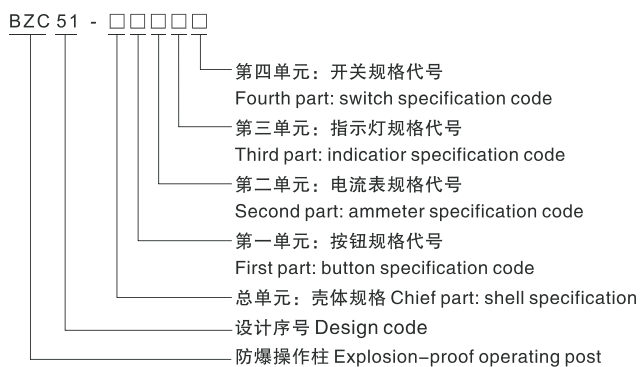 BZC 51 - □ □ □ □ □
第四单元：开关规格代号
Fourth part: switch specification code
第三单元：指示灯规格代号
Third part: indicatior specification code
第二单元：电流表规格代号
Second part: ammeter specification code
第一单元：按钮规格代号
First part: button specification code
总单元：壳体规格 Chief part: shell specification
设计序号 Design code
防爆操作柱 Explosion-proof operating post